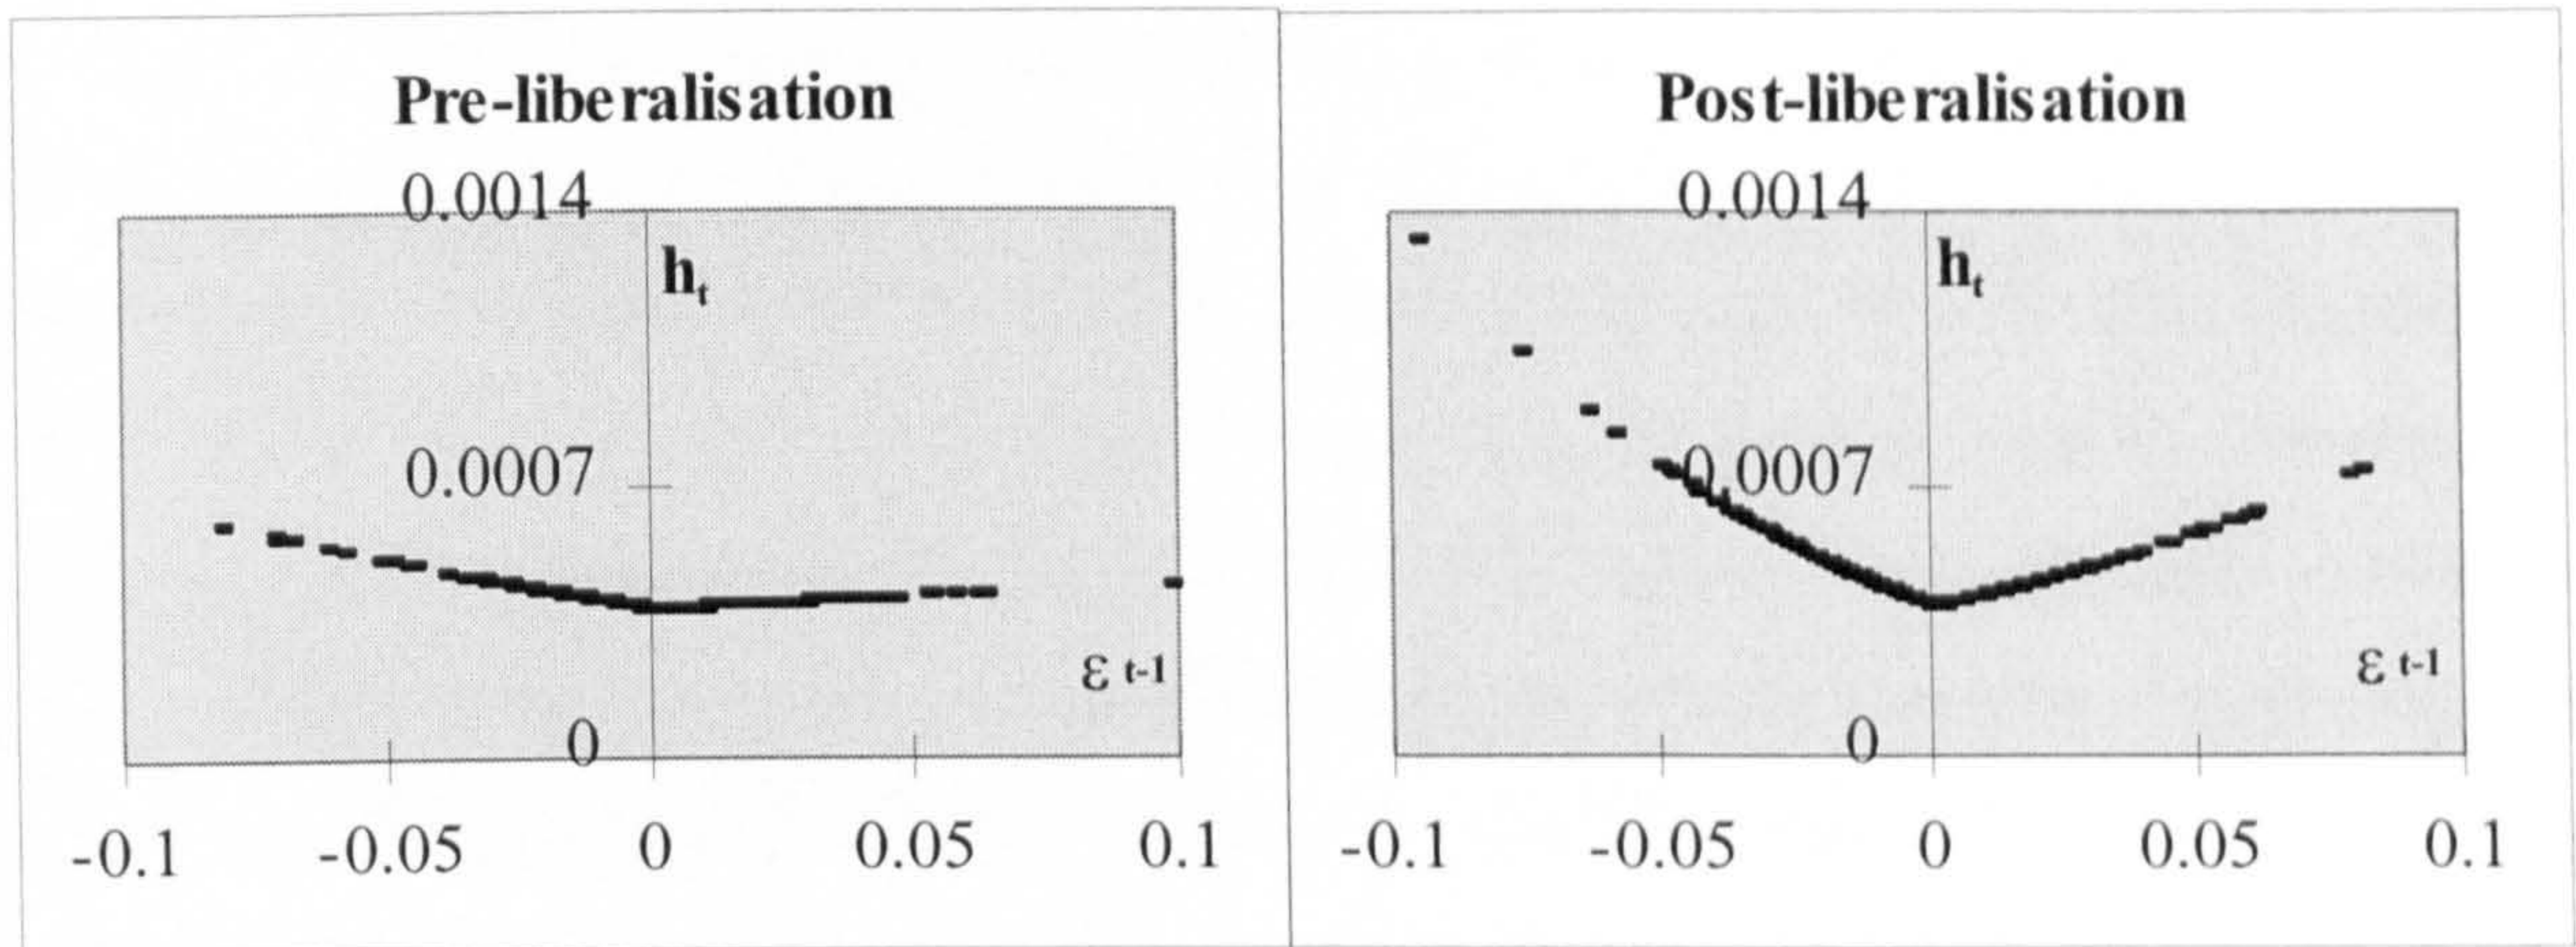 Pre-liberalisation
0.0014
h_t
0.0007
ε t-1
0
-0.1 -0.05 0 0.05 0.1
Post-liberalisation
0.0014
h_t
0.0007
ε t-1
0
-0.1 -0.05 0 0.05 0.1